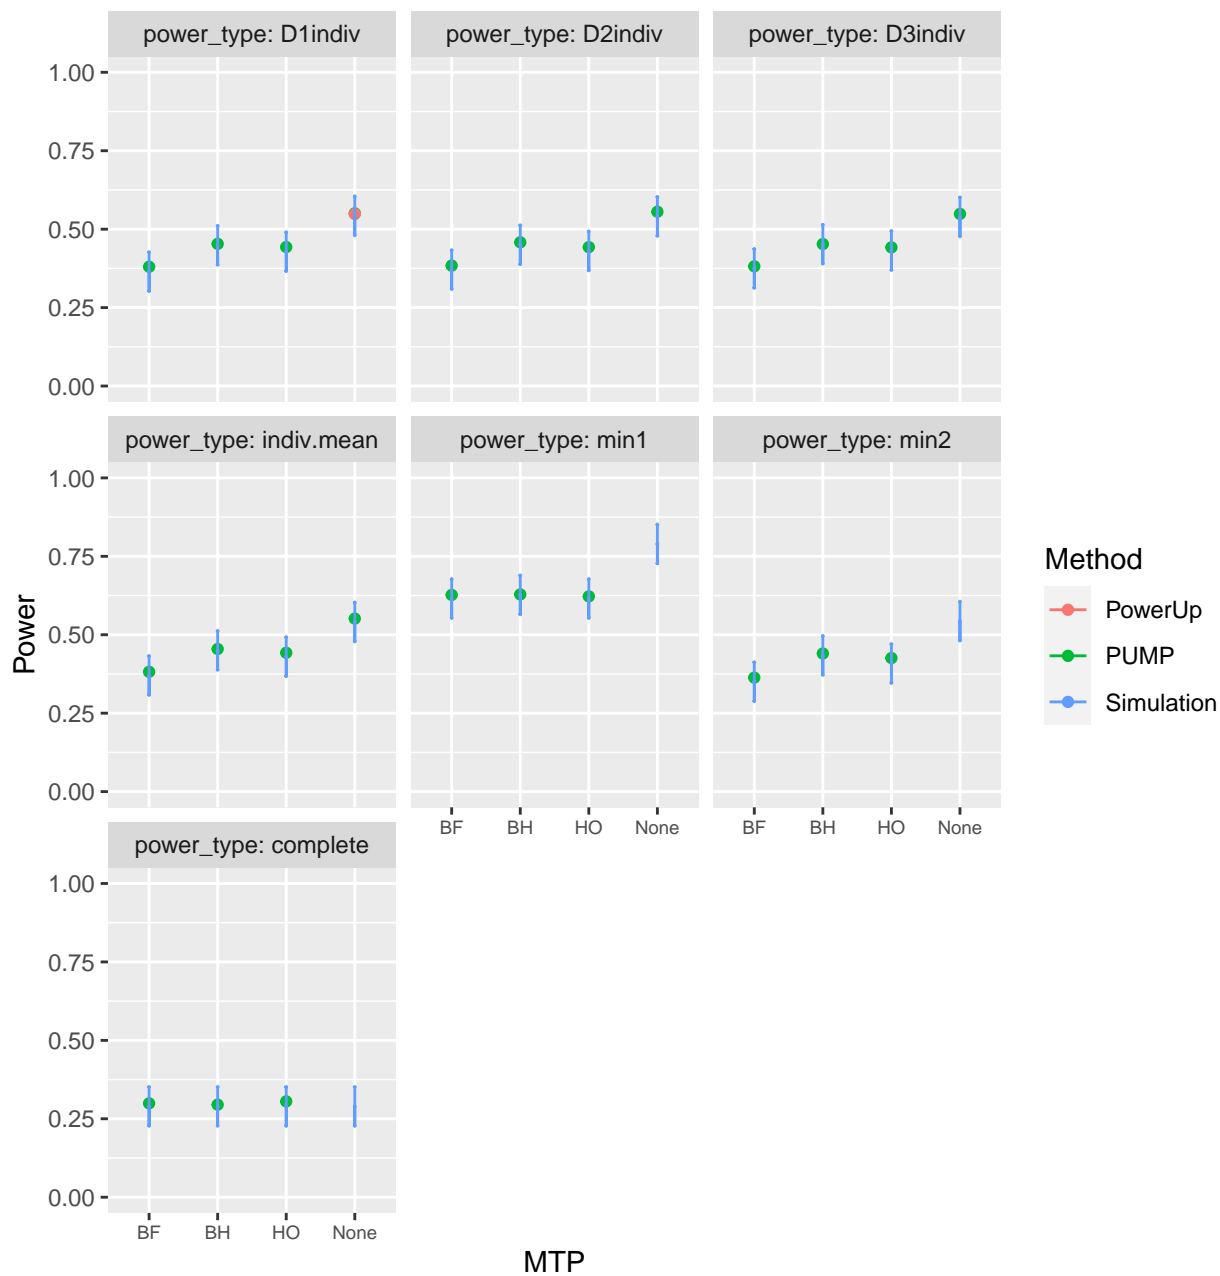 power_type: D1indiv power_type: D2indiv power_type: D3indiv
1.00
0.75
0.50
0.25
0.00
power_type: indiv.mean power_type: min1 power_type: min2
1.00
0.75
0.50
0.25
0.00
BF BH HO None BF BH HO None
power_type: complete
1.00
0.75
0.50
0.25
0.00
BF BH HO None
MTP
Power
Method
PowerUp
PUMP
Simulation